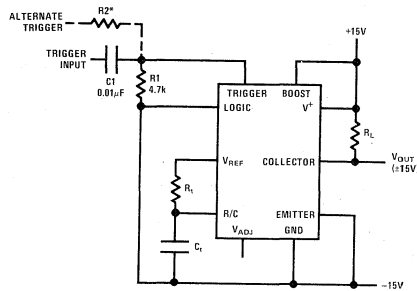 ALTERNATE
TRIGGER
R2*
+15V
TRIGGER
INPUT
C1
0.01µF
R1
4.7k
TRIGGER
BOOST
LOGIC
V+
RL
VREF
COLLECTOR
VOUT
(±15V)
Rt
R/C
EMITTER
VADJ
GND
Ct
−15V